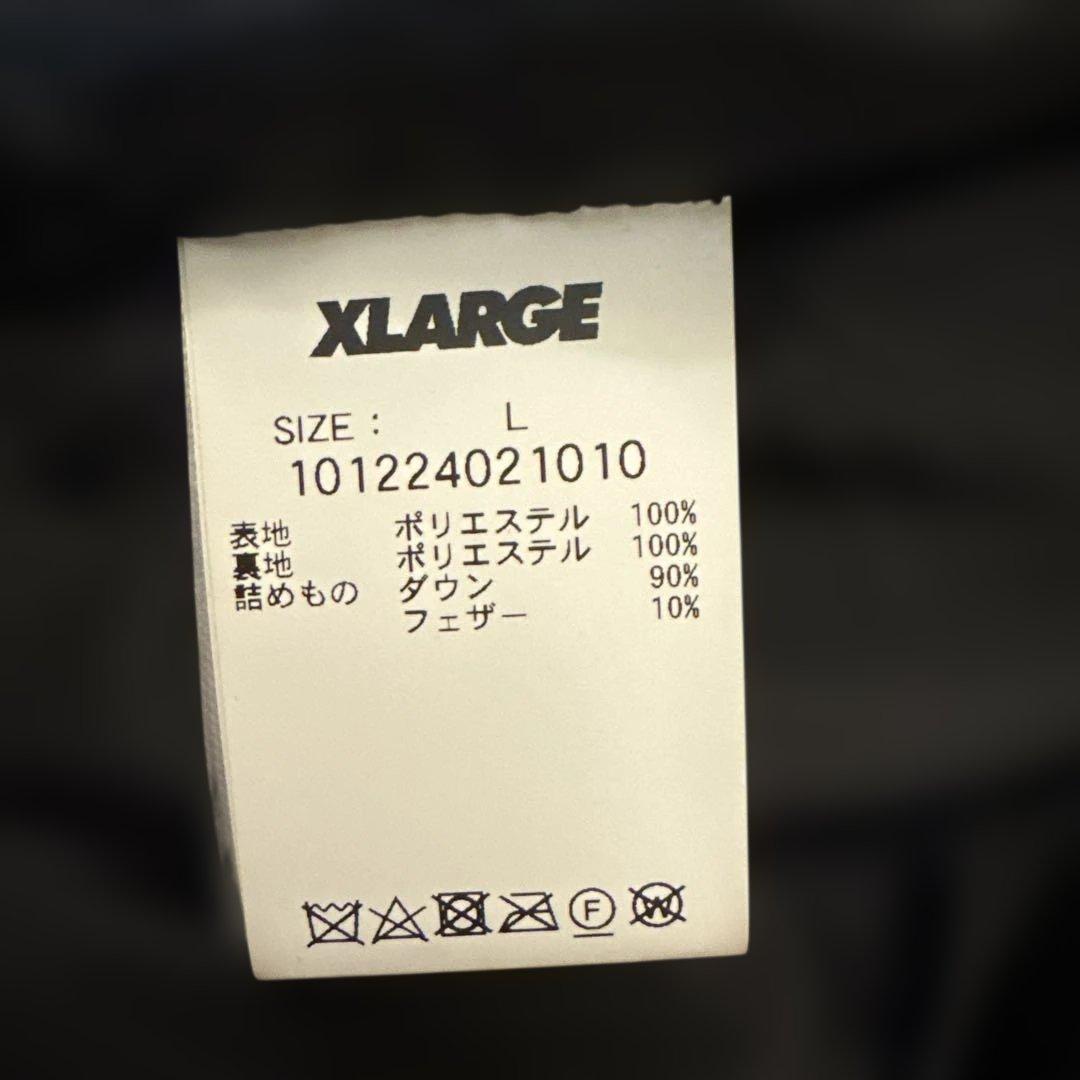 XLARGE
SIZE : L
101224021010
表地 ポリエステル 100%
裏地 ポリエステル 100%
詰めもの ダウン 90%
フェザー 10%
F W